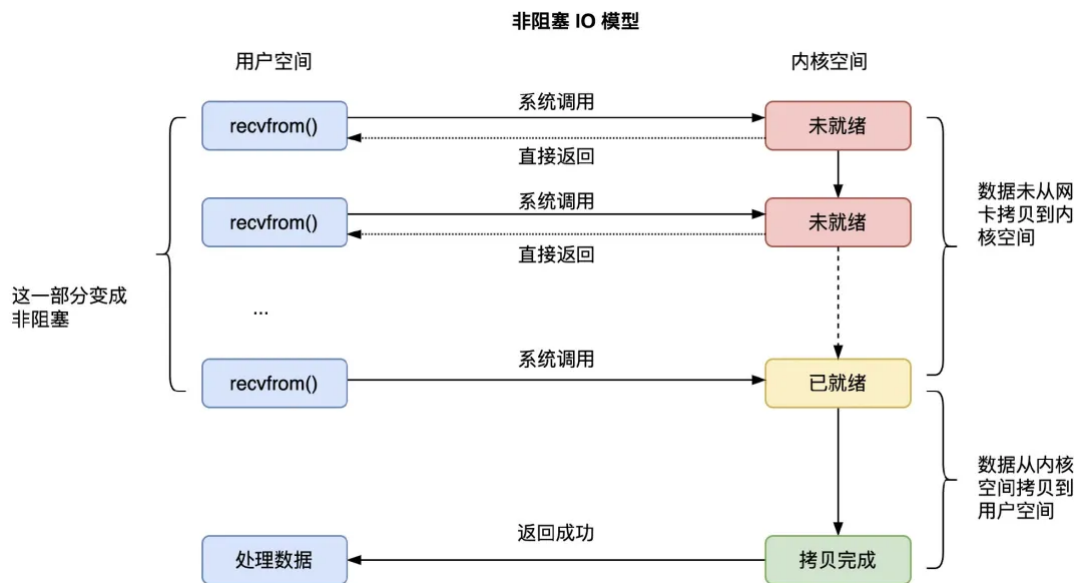 非阻塞 IO 模型
用户空间
内核空间
recvfrom()
系统调用
未就绪
直接返回
recvfrom()
系统调用
未就绪
直接返回
数据未从网
卡拷贝到内
核空间
这一部分变成
非阻塞
...
recvfrom()
系统调用
已就绪
数据从内核
空间拷贝到
用户空间
处理数据
返回成功
拷贝完成